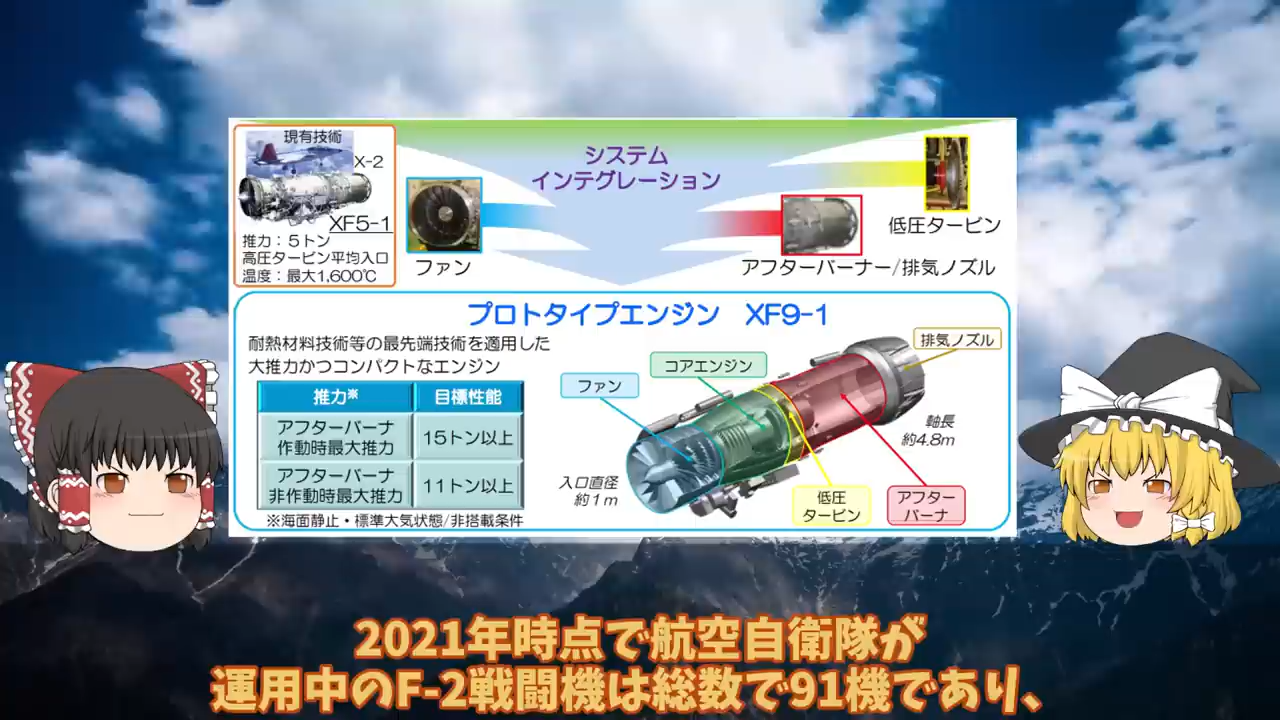 現有技術
X-2
XF5-1
推力：５トン
高圧タービン平均入口
温度：最大1,600℃
ファン
システム
インテグレーション
アフターバーナー/排気ノズル
低圧タービン
プロトタイプエンジン　XF9-1
耐熱材料技術等の最先端技術を適用した
大推力かつコンパクトなエンジン
推力※ 目標性能
アフターバーナ
作動時最大推力
15トン以上
アフターバーナ
非作動時最大推力
11トン以上
※海面静止・標準大気状態/非搭載条件
ファン
コアエンジン
排気ノズル
入口直径
約１ｍ
軸長
約4.8m
低圧
タービン
アフター
バーナ
2021年時点で航空自衛隊が
運用中のF-2戦闘機は総数で91機であり、